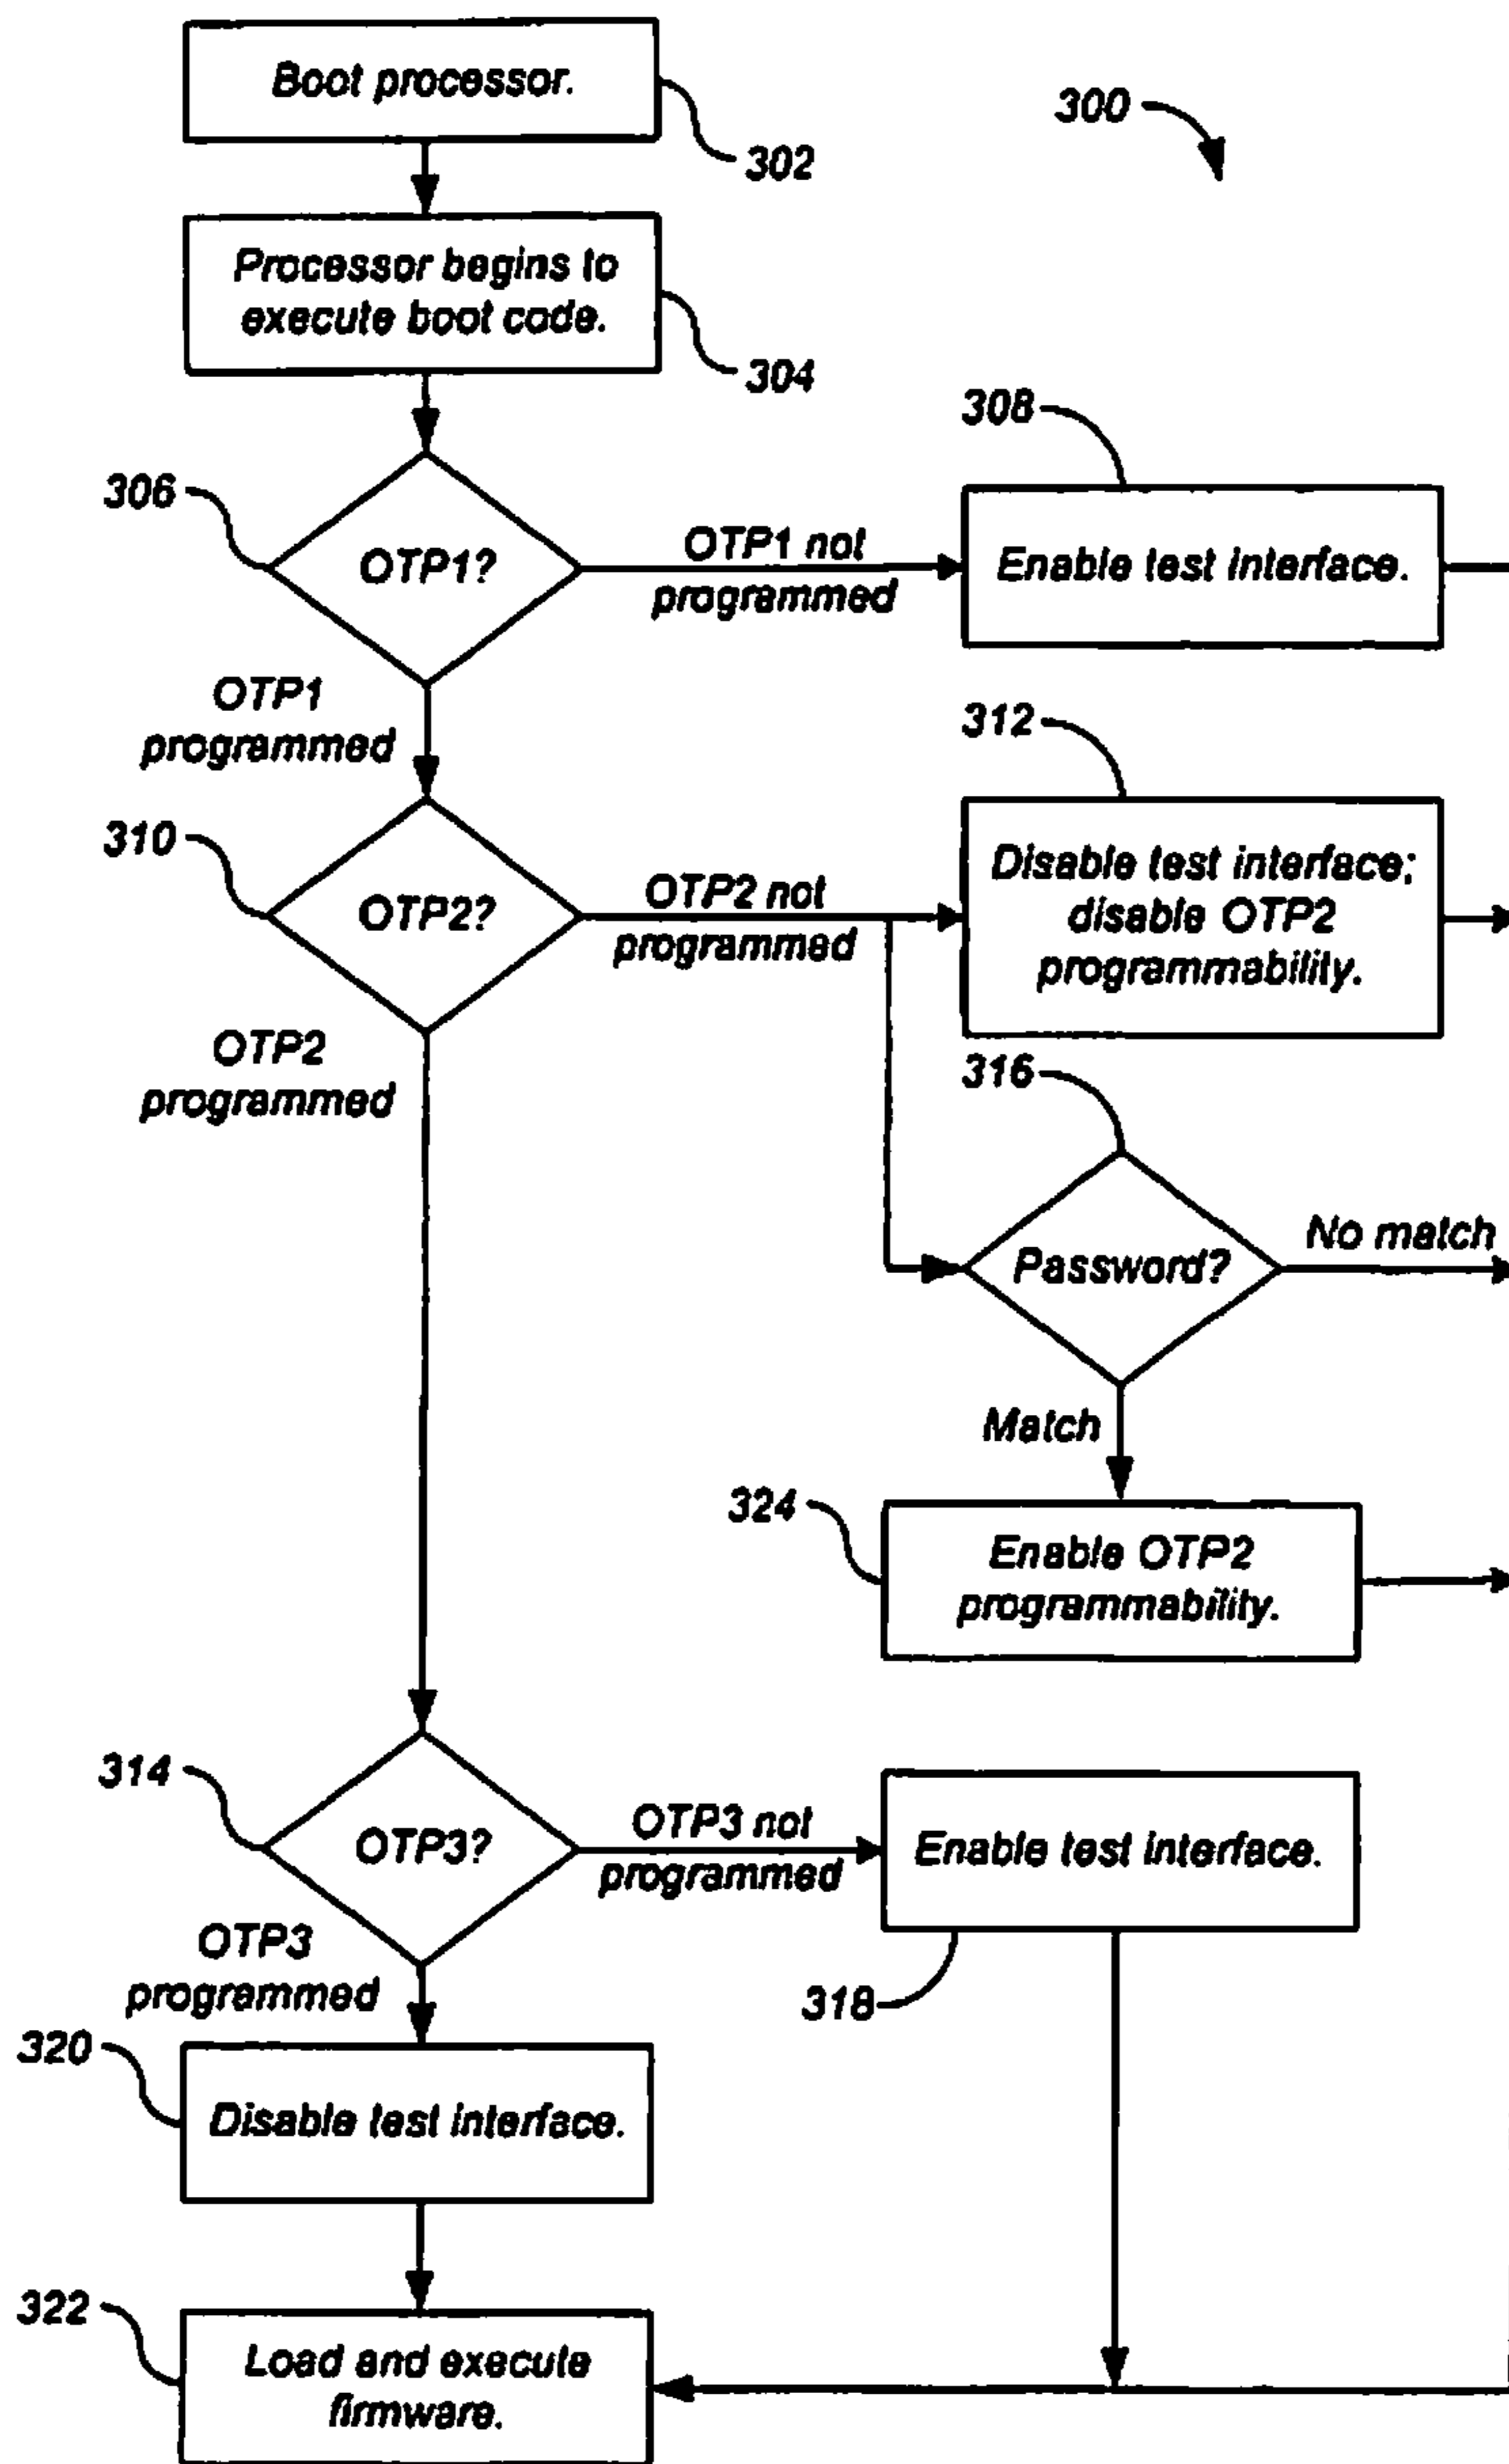 Boot processor.
302
300
Processor begins to
execute boot code.
304
308
306
OTP1?
OTP1 not
programmed
Enable test interface.
OTP1
programmed
312
310
OTP2?
OTP2 not
programmed
Disable test interface;
disable OTP2
programmability.
OTP2
programmed
316
Password?
No match
Match
324
Enable OTP2
programmability.
314
OTP3?
OTP3 not
programmed
Enable test interface.
OTP3
programmed
318
320
Disable test interface.
322
Load and execute
firmware.